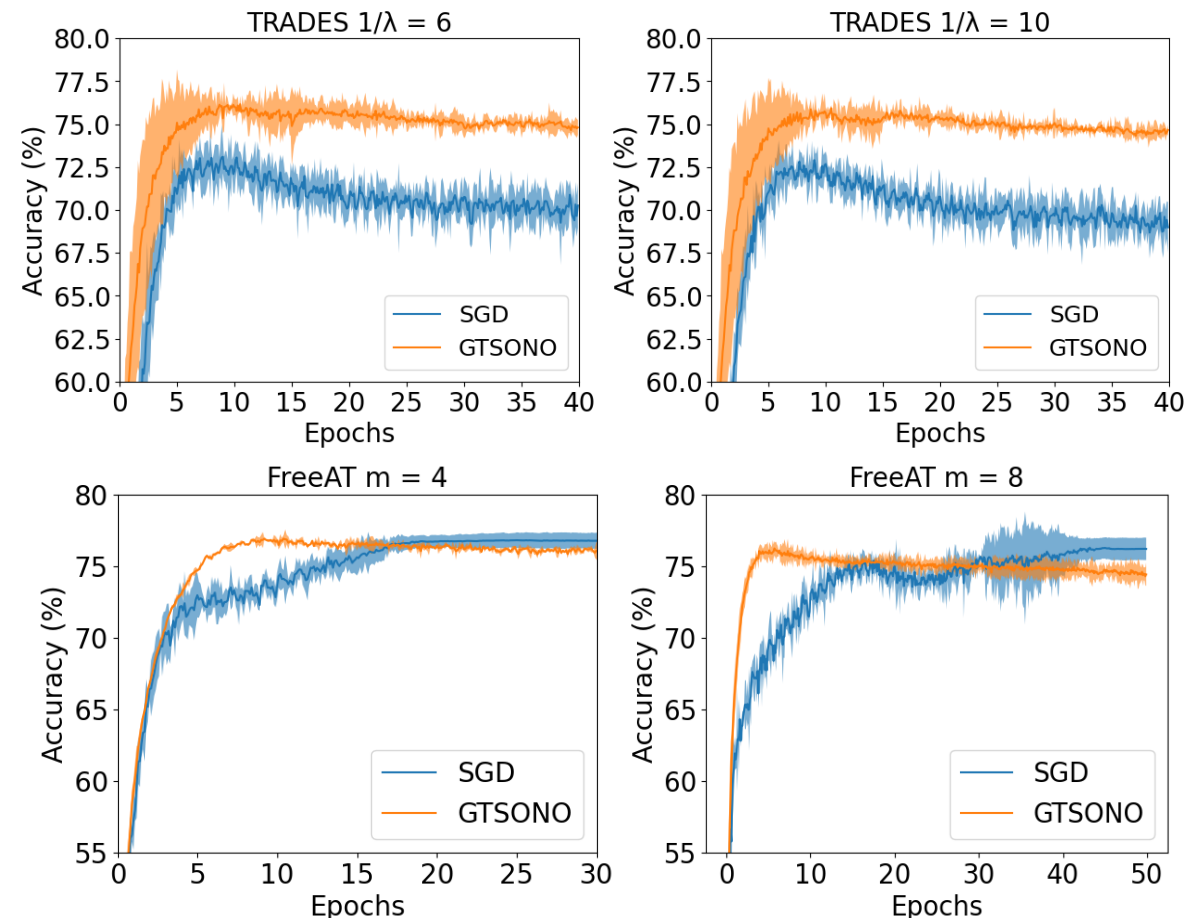 TRADES 1/λ = 6
80.0
77.5
75.0
72.5
70.0
67.5
65.0
62.5
60.0
Accuracy (%)
SGD
GTSONO
0 5 10 15 20 25 30 35 40
Epochs
TRADES 1/λ = 10
80.0
77.5
75.0
72.5
70.0
67.5
65.0
62.5
60.0
Accuracy (%)
SGD
GTSONO
0 5 10 15 20 25 30 35 40
Epochs
FreeAT m = 4
80
75
70
65
60
55
Accuracy (%)
SGD
GTSONO
0 5 10 15 20 25 30
Epochs
FreeAT m = 8
80
75
70
65
60
55
Accuracy (%)
SGD
GTSONO
0 10 20 30 40 50
Epochs